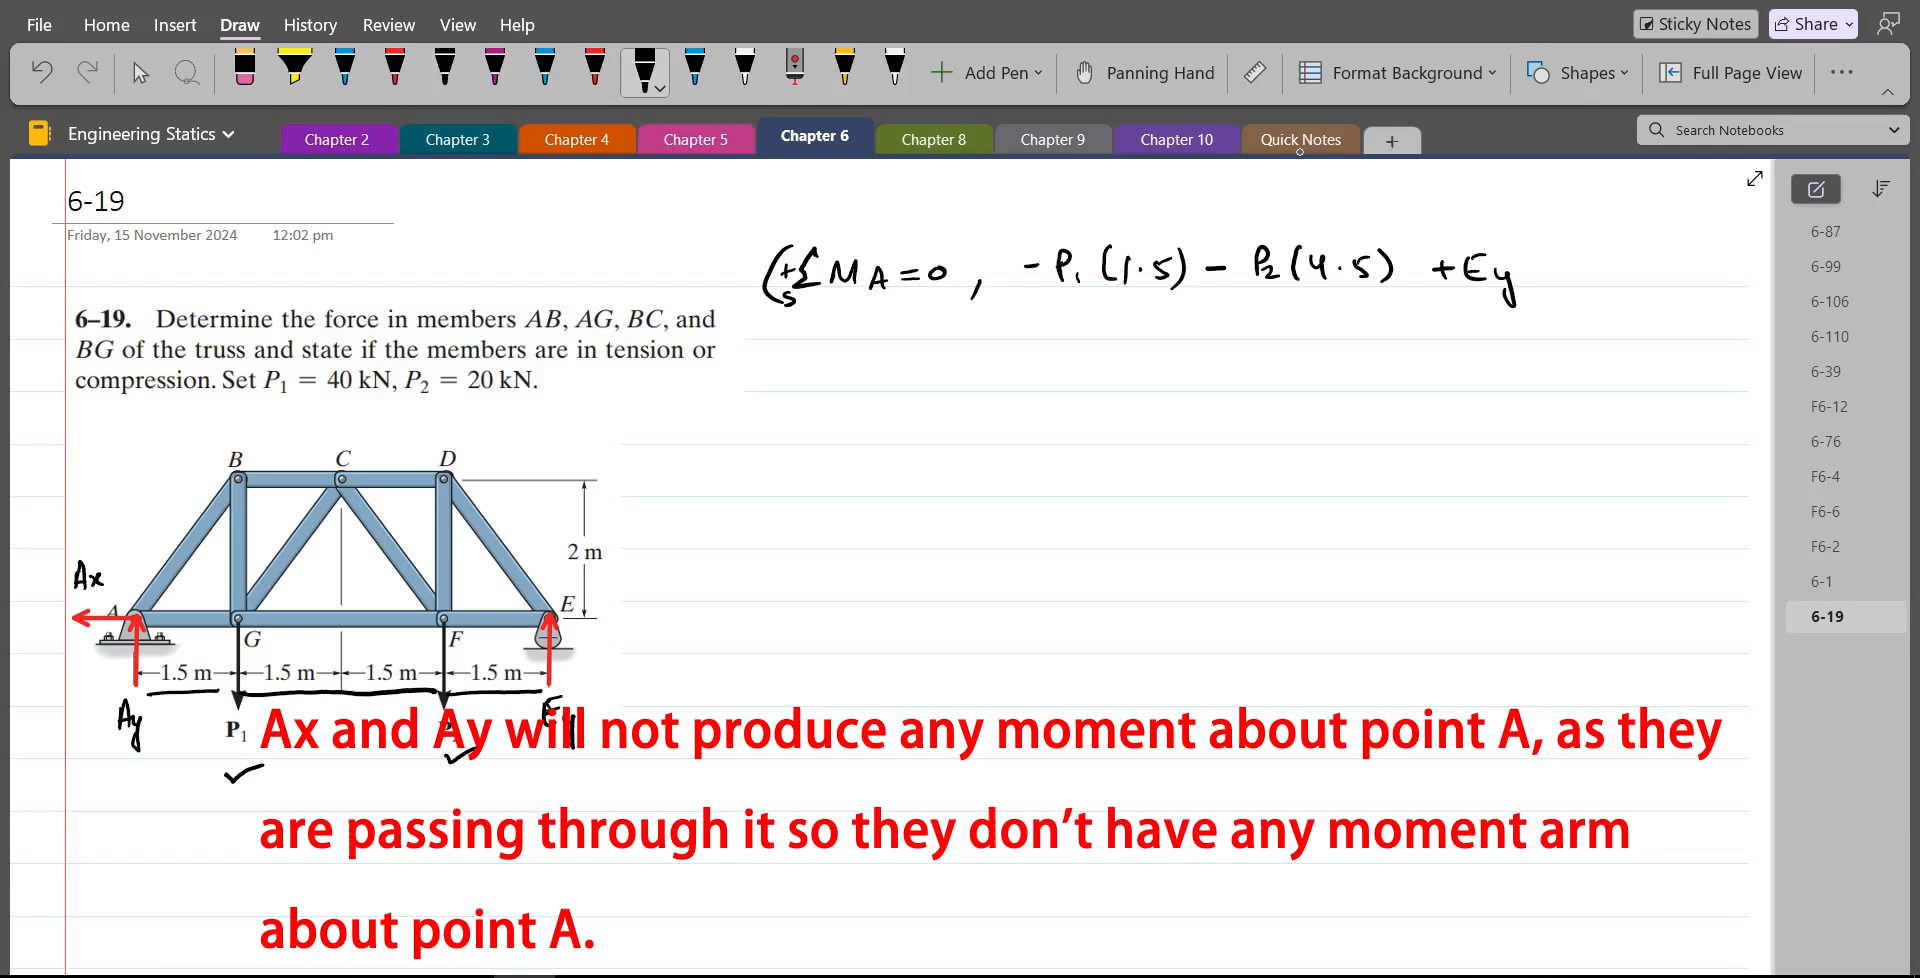 File Home Insert Draw History Review View Help
Sticky Notes Share
Add Pen Panning Hand Format Background Shapes Full Page View
Engineering Statics Chapter 2 Chapter 3 Chapter 4 Chapter 5 Chapter 6 Chapter 8 Chapter 9 Chapter 10 Quick Notes + Search Notebooks
6-19
Friday, 15 November 2024 12:02 pm
(+ΣMA=0, -P1(1.5) - P2(4.5) +Ey
6–19. Determine the force in members AB, AG, BC, and
BG of the truss and state if the members are in tension or
compression. Set P1 = 40 kN, P2 = 20 kN.
B C D
2 m
Ax
A E
G F
1.5 m 1.5 m 1.5 m 1.5 m
Ay
P1
Ax and Ay will not produce any moment about point A, as they
are passing through it so they don't have any moment arm
about point A.
6-87
6-99
6-106
6-110
6-39
F6-12
6-76
F6-4
F6-6
F6-2
6-1
6-19